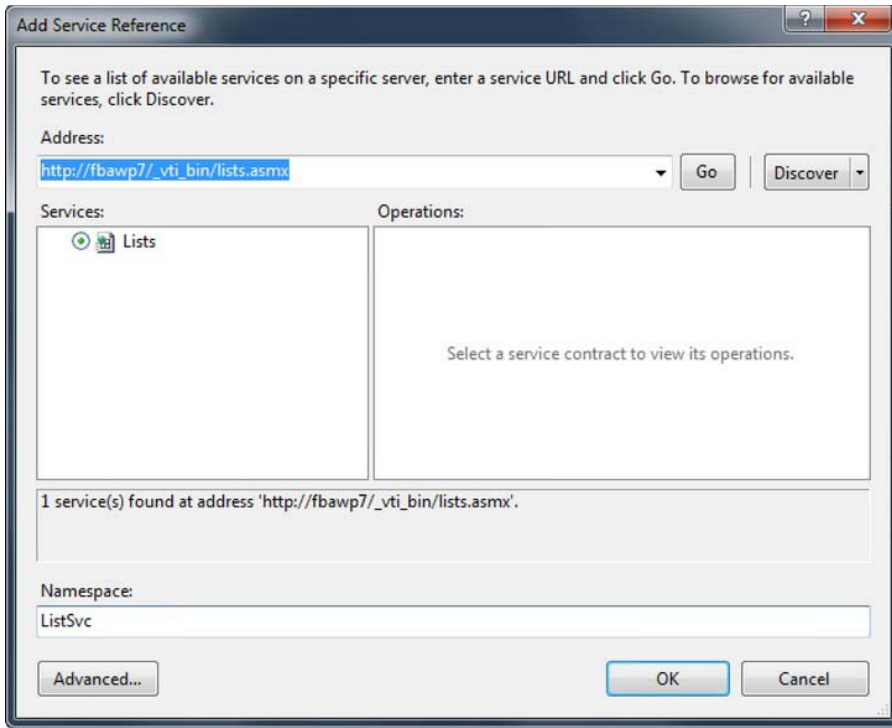 Add Service Reference
To see a list of available services on a specific server, enter a service URL and click Go. To browse for available
services, click Discover.
Address:
http://fbawp7/_vti_bin/lists.asmx
Go
Discover
Services:
Operations:
Lists
Select a service contract to view its operations.
1 service(s) found at address 'http://fbawp7/_vti_bin/lists.asmx'.
Namespace:
ListSvc
Advanced...
OK
Cancel